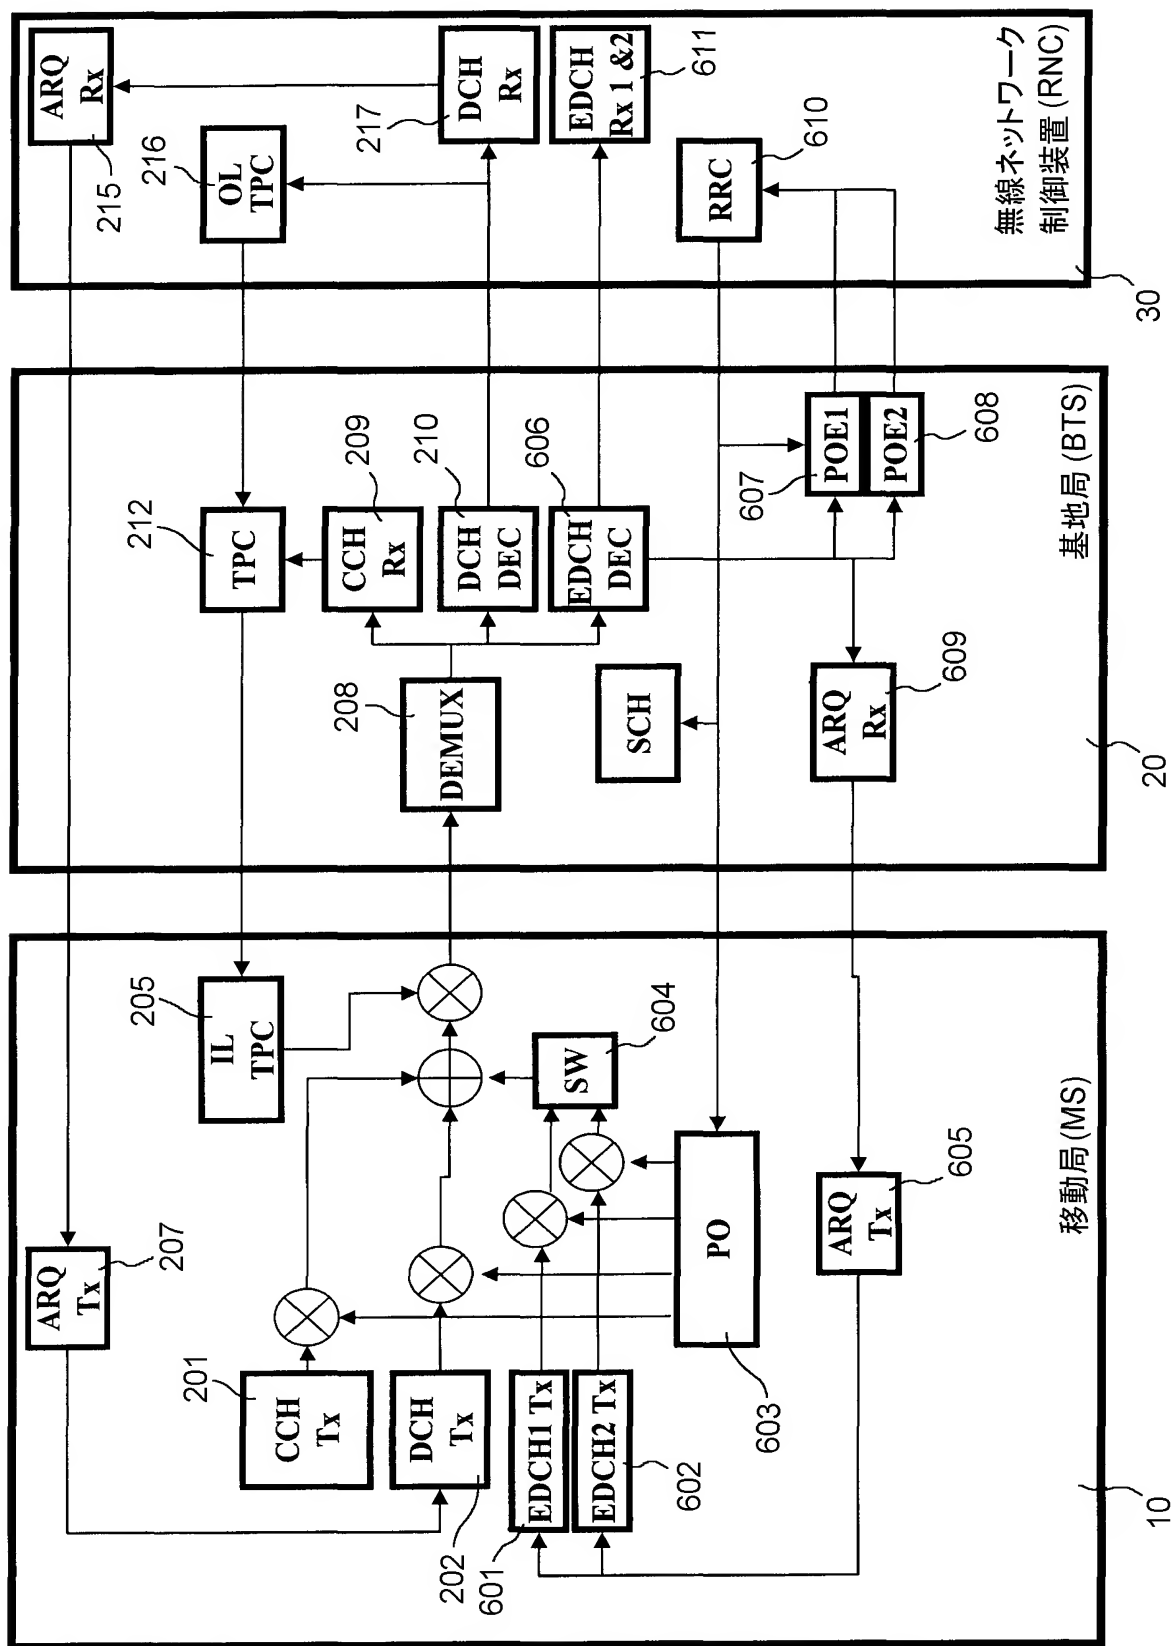 ARQ
Tx
207
IL
TPC
205
CCH
Tx
201
DCH
Tx
202
EDCH1 Tx
601
EDCH2 Tx
602
SW
604
PO
603
ARQ
Tx
605
移動局(MS)
10
TPC
212
CCH
Rx
209
DCH
DEC
210
EDCH
DEC
606
DEMUX
208
SCH
POE1
607
POE2
608
ARQ
Rx
609
基地局(BTS)
20
ARQ
Rx
215
OL
TPC
216
DCH
Rx
217
EDCH
Rx 1 &2
611
RRC
610
無線ネットワーク
制御装置(RNC)
30